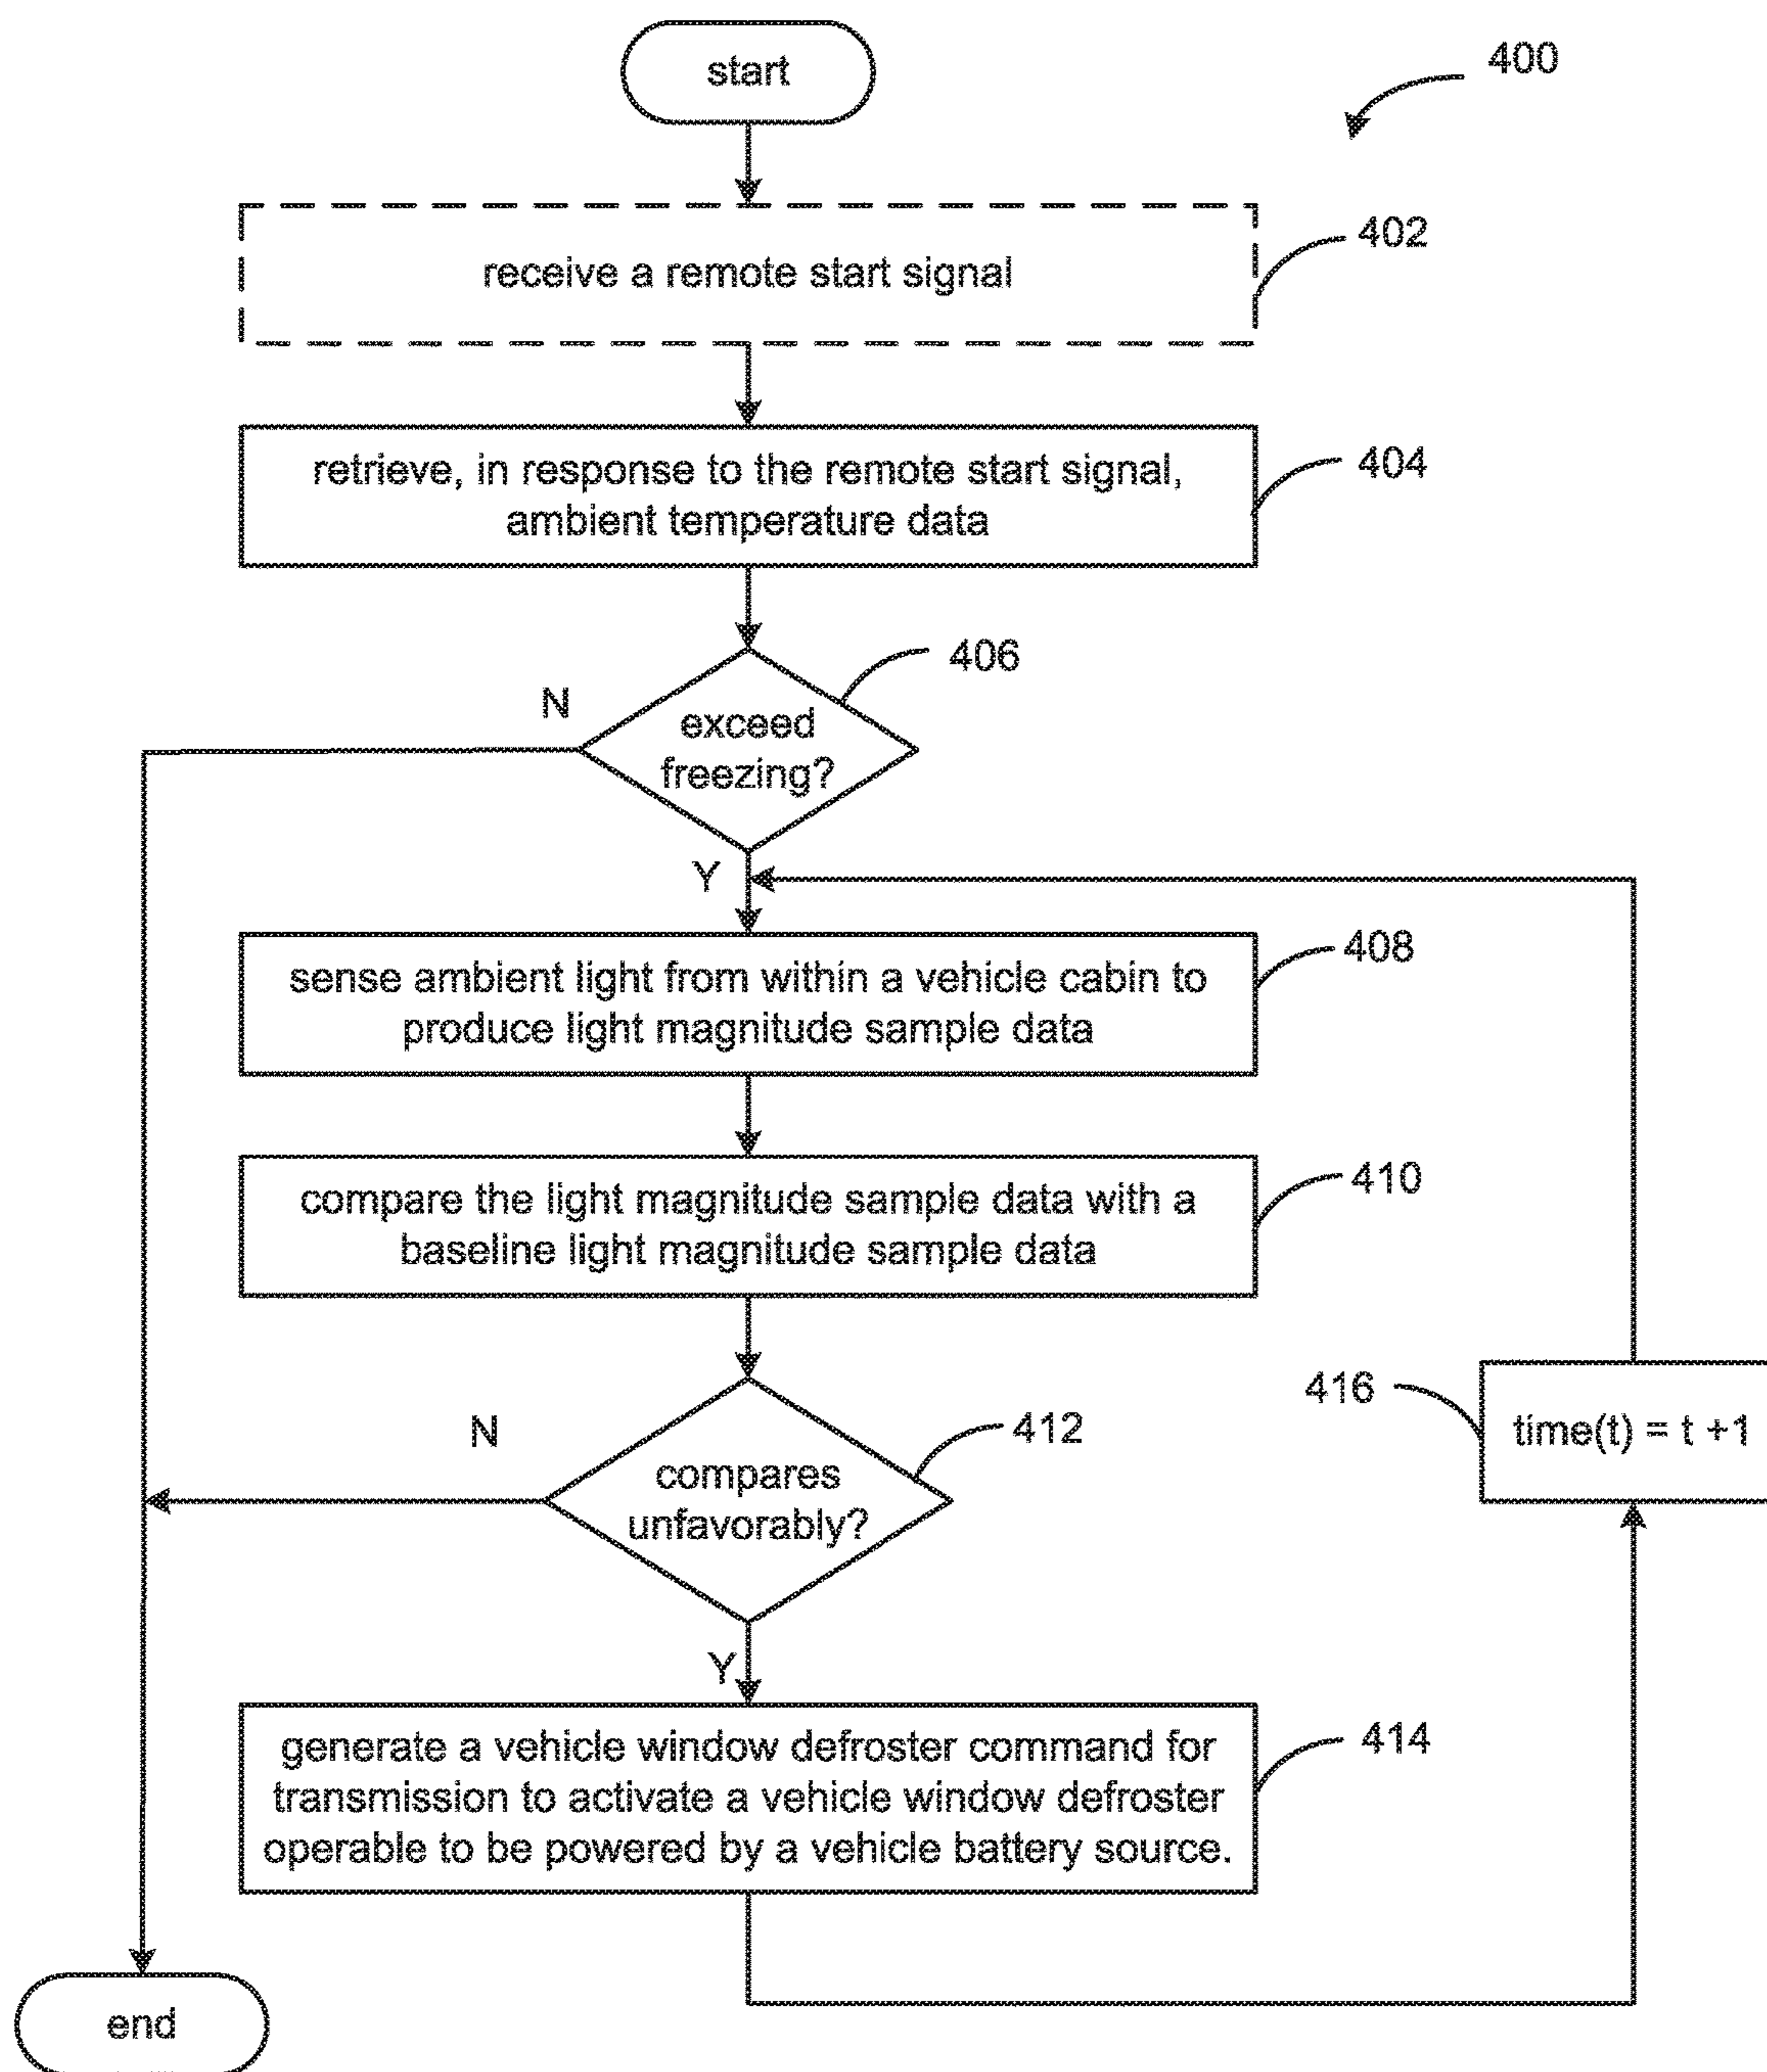 start
400
receive a remote start signal
402
retrieve, in response to the remote start signal,
ambient temperature data
404
406
N
exceed
freezing?
Y
sense ambient light from within a vehicle cabin to
produce light magnitude sample data
408
compare the light magnitude sample data with a
baseline light magnitude sample data
410
416
time(t) = t +1
N
412
compares
unfavorably?
Y
generate a vehicle window defroster command for
transmission to activate a vehicle window defroster
operable to be powered by a vehicle battery source.
414
end